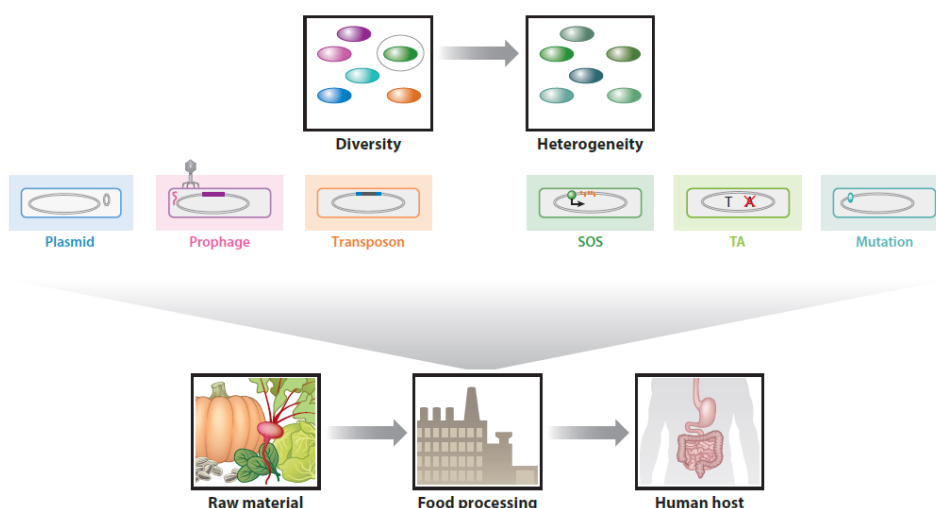 Diversity
Heterogeneity
Plasmid
Prophage
Transposon
SOS
T A
TA
Mutation
Raw material
Food processing
Human host